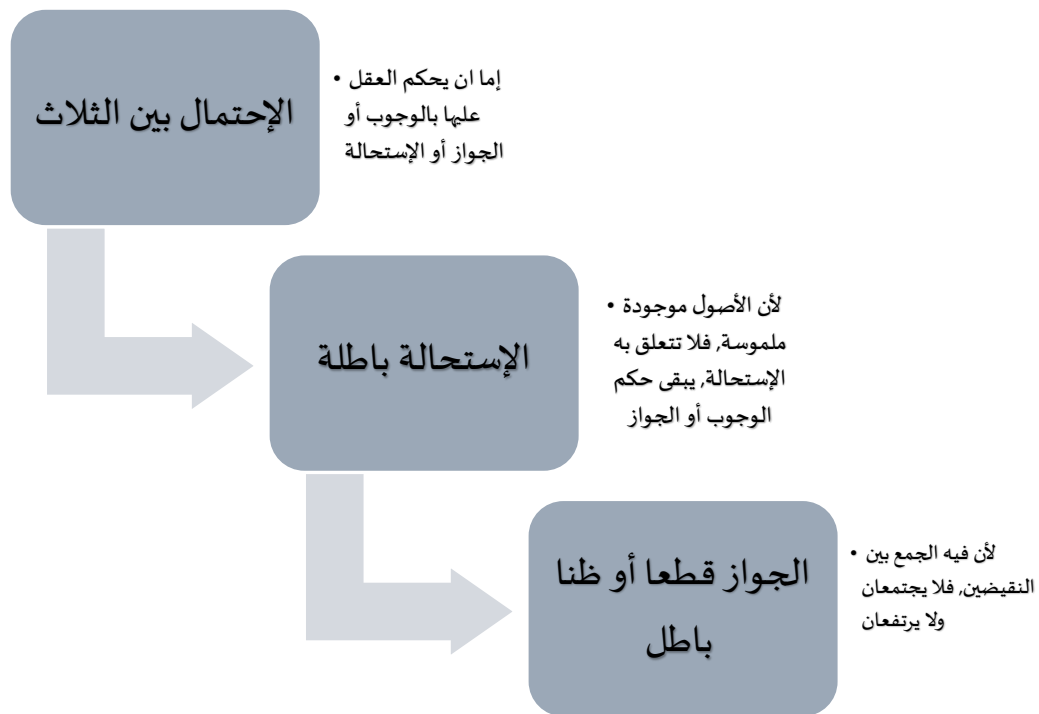 الإحتمال بين الثلاث
• إما ان يحكم العقل
عليها بالوجوب أو
الجواز أو الإستحالة
الإستحالة باطلة
• لأن الأصول موجودة
ملموسة, فلا تتعلق به
الإستحالة, يبقى حكم
الوجوب أو الجواز
الجواز قطعا أو ظنا
باطل
• لأن فيه الجمع بين
النقيضين, فلا يجتمعان
ولا يرتفعان